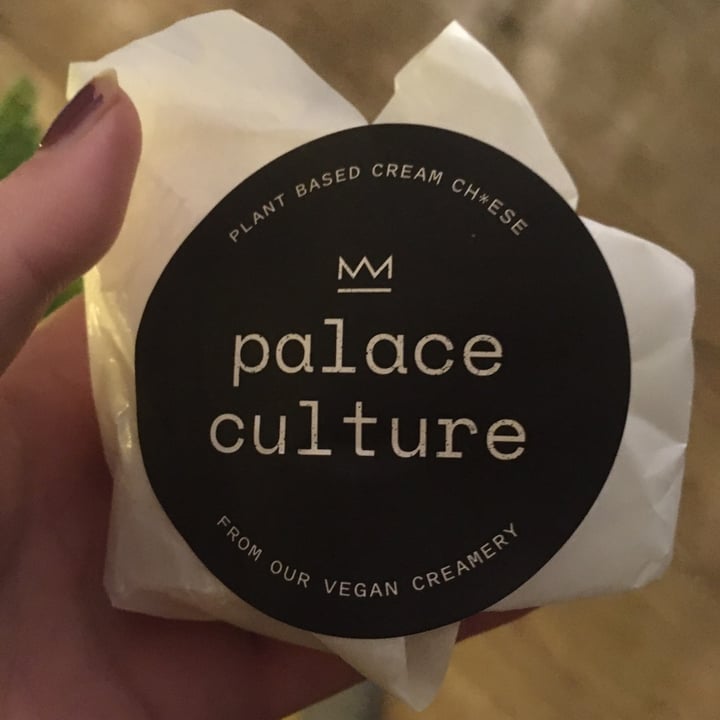 PLANT BASED CREAM CH*ESE
palace
culture
FROM OUR VEGAN CREAMERY